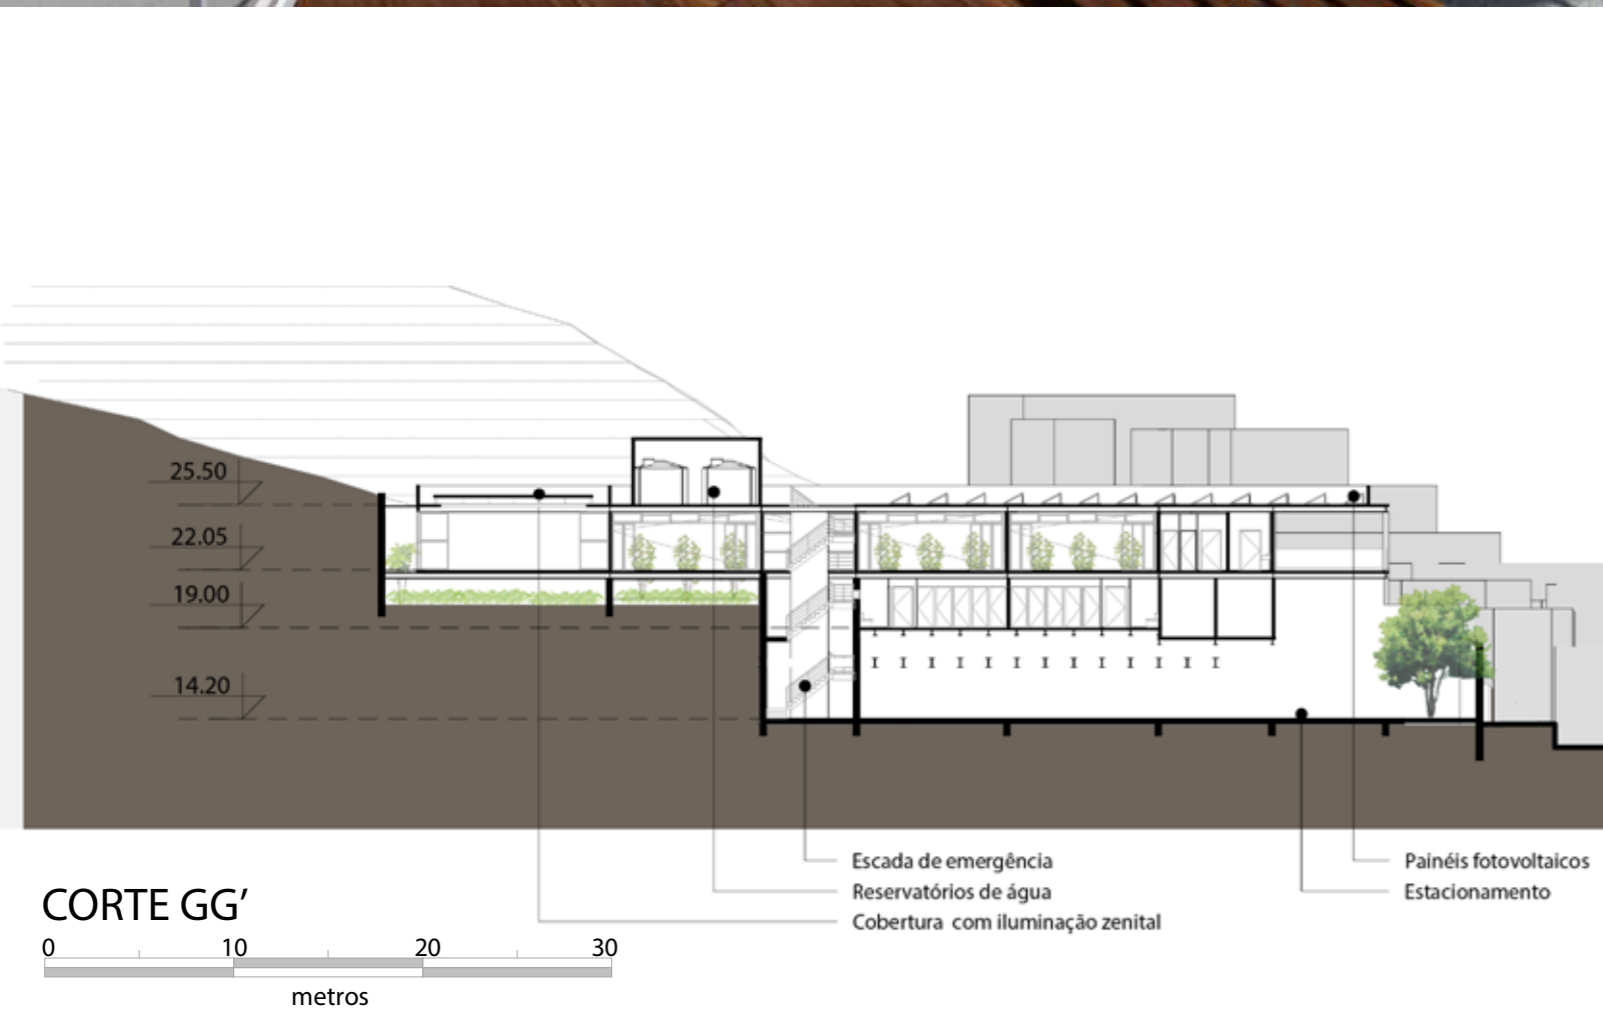 25.50
22.05
19.00
14.20
Escada de emergência
Reservatórios de água
Cobertura com iluminação zenital
Painéis fotovoltaicos
Estacionamento
CORTE GG’
0 10 20 30
metros